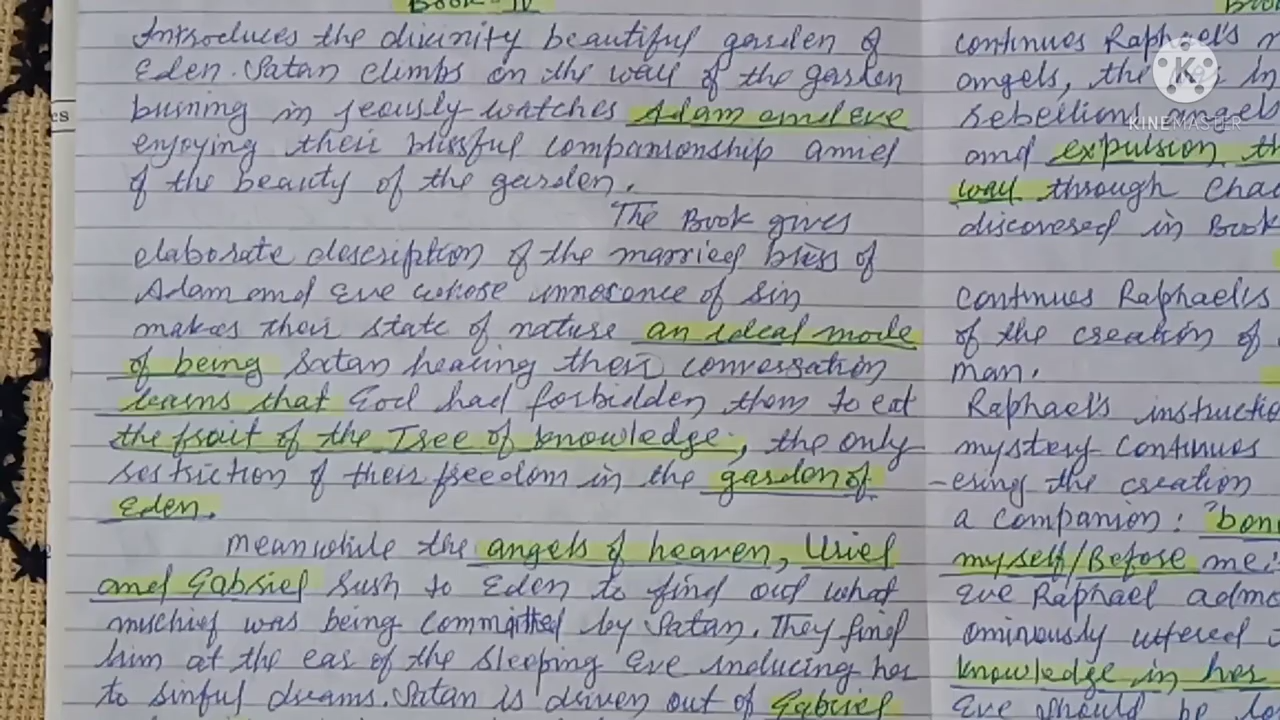 Book-IV
Introduces the divinity beautiful garden of
Eden. Satan climbs on the wall of the garden
burning in jeously watches Adam and Eve
enjoying their blissful companionship amid
of the beauty of the garden.
The Book gives
elaborate description of the married bliss of
Adam and Eve whose innocence of sin
makes their state of nature an ideal mode
of being Satan hearing their conversation
learns that God had forbidden them to eat
the fruit of the Tree of knowledge, the only
restriction of their freedom in the garden of
Eden.
Meanwhile the angels of heaven, Uriel
and Gabriel rush to Eden to find out what
mischief was being committed by Satan. They find
him at the ear of the sleeping Eve inducing her
to sinful dreams. Satan is driven out of Gabriel
Book
continues Raphael's
angels, the
rebellions angels
and expulsion
way through
discovered in Book
continues Raphael's
of the creation of
man.
Raphael's
mystery continues
-ering the creation
a companion: "
myself/Before me:
Eve Raphael
ominously uttered
knowledge in her
Eve should be
es
KINEMASTER